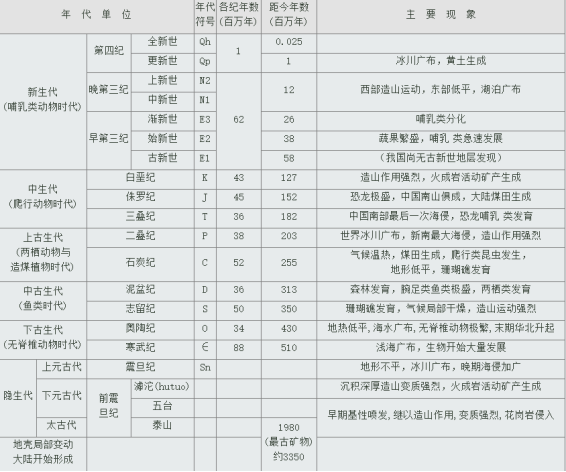 年 代 单 位 年代符号 各纪年数(百万年) 距今年数(百万年) 主 要 现 象
新生代(哺乳类动物时代) 第四纪 全新世 Qh 1 0.025
更新世 Qp 1 冰川广布，黄土生成
晚第三纪 上新世 N2 62 12 西部造山运动，东部低平，湖泊广布
中新世 N1
早第三纪 渐新世 E3 26 哺乳类分化
始新世 E2 38 蔬果繁盛，哺乳 类急速发展
古新世 E1 58 （我国尚无古新世地层发现）
中生代(爬行动物时代) 白垩纪 K 43 127 造山作用强烈，火成岩活动矿产生成
侏罗纪 J 45 152 恐龙极盛，中国南山俱成，大陆煤田生成
三叠纪 T 36 182 中国南部最后一次海侵，恐龙哺乳 类发育
上古生代(两栖动物与造煤植物时代) 二叠纪 P 38 203 世界冰川广布，新南最大海侵，造山作用强烈
石炭纪 C 52 255 气候温热，煤田生成，爬行类昆虫发生，
地形低平，珊瑚礁发育
中古生代(鱼类时代) 泥盆纪 D 36 313 森林发育，腕足类鱼类极盛，两栖类发育
志留纪 S 50 350 珊瑚礁发育，气候局部干燥，造山运动强烈
下古生代(无脊椎动物时代) 奥陶纪 O 34 430 地热低平,海水广布,无脊椎动物极繁,末期华北升起
寒武纪 ∈ 88 510 浅海广布，生物开始大量发展
隐生代 上元古代 震旦纪 Sn 地形不平，冰川广布，晚期海侵加广
下元古代 前震旦纪 滹沱(hutuo) 沉积深厚造山变质强烈，火成岩活动矿产生成
五台 早期基性喷发,继以造山作用,变质强烈,花岗岩侵入
太古代 泰山 1980
(最古矿物)
约3350
地壳局部变动
大陆开始形成